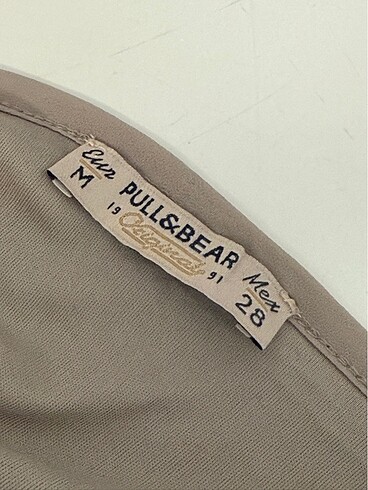 Eur
M
PULL&BEAR
19 Originals 91
Mex
28